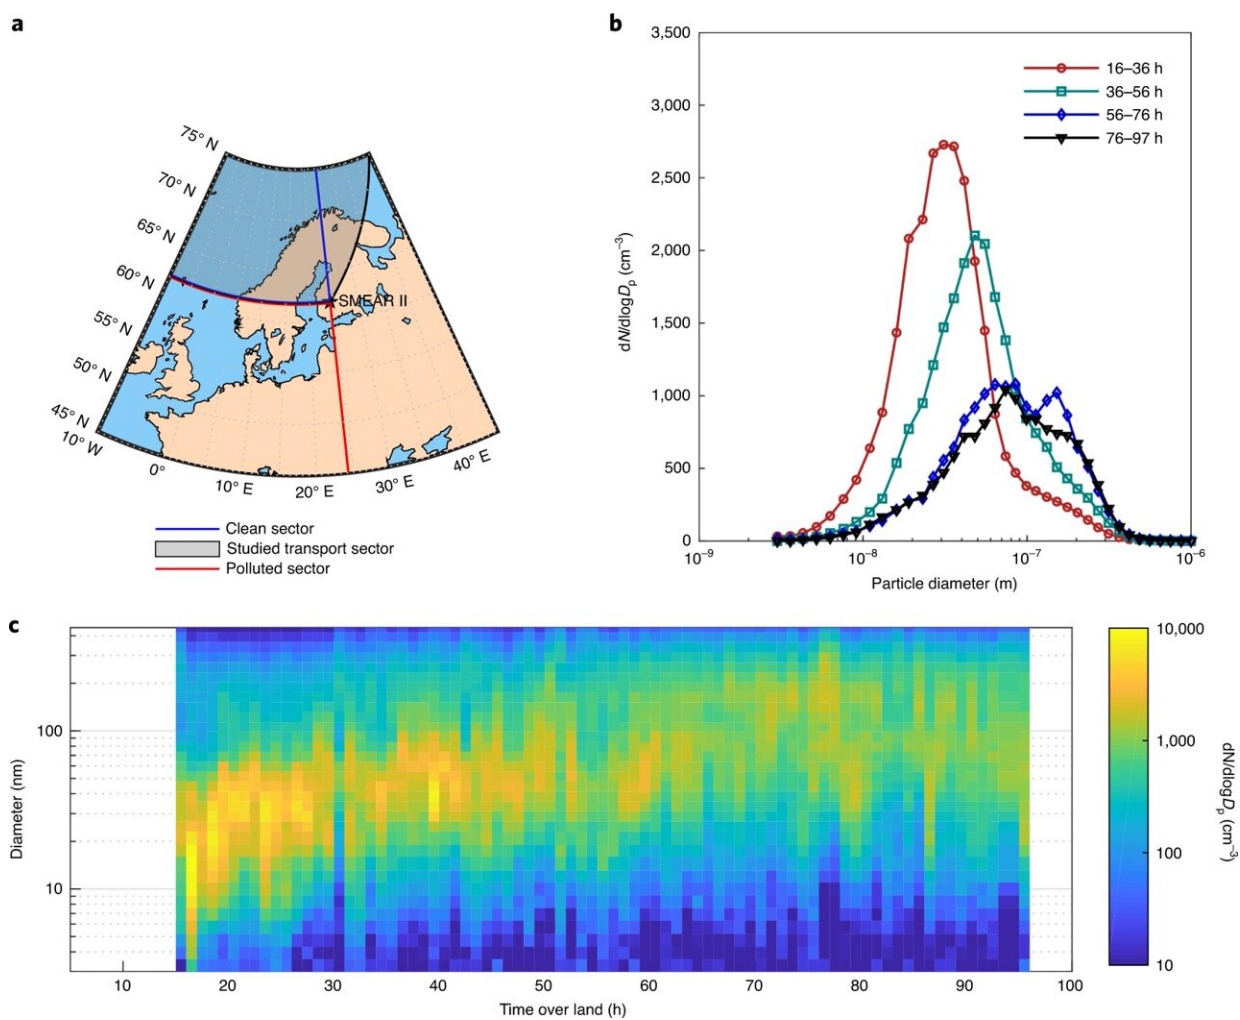 a
75° N
70° N
65° N
60° N
55° N
50° N
45° N
10° W
0°
10° E
20° E
30° E
40° E
SMEAR II
Clean sector
Studied transport sector
Polluted sector
b
3,500
3,000
2,500
2,000
1,500
1,000
500
0
dN/dlogDₚ (cm⁻³)
16–36 h
36–56 h
56–76 h
76–97 h
10⁻⁹
10⁻⁸
10⁻⁷
10⁻⁶
Particle diameter (m)
c
Diameter (nm)
100
10
10
20
30
40
50
60
70
80
90
100
Time over land (h)
10,000
1,000
100
10
dN/dlogDₚ (cm⁻³)